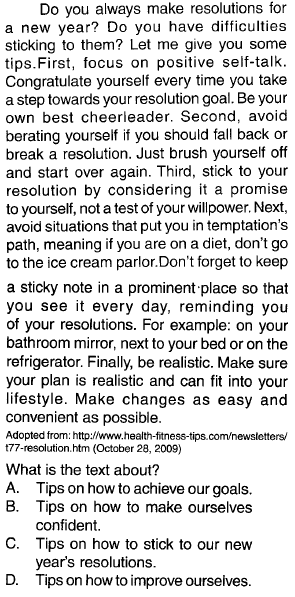 Do you always make resolutions for
a new year? Do you have difficulties
sticking to them? Let me give you some
tips.First, focus on positive self-talk.
Congratulate yourself every time you take
a step towards your resolution goal. Be your
own best cheerleader. Second, avoid
berating yourself if you should fall back or
break a resolution. Just brush yourself off
and start over again. Third, stick to your
resolution by considering it a promise
to yourself, not a test of your willpower. Next,
avoid situations that put you in temptation's
path, meaning if you are on a diet, don't go
to the ice cream parlor.Don't forget to keep
a sticky note in a prominent place so that
you see it every day, reminding you
of your resolutions. For example: on your
bathroom mirror, next to your bed or on the
refrigerator. Finally, be realistic. Make sure
your plan is realistic and can fit into your
lifestyle. Make changes as easy and
convenient as possible.
Adopted from: http://www.health-fitness-tips.com/newsletters/
t77-resolution.htm (October 28, 2009)
What is the text about?
A. Tips on how to achieve our goals.
B. Tips on how to make ourselves
confident.
C. Tips on how to stick to our new
year's resolutions.
D. Tips on how to improve ourselves.